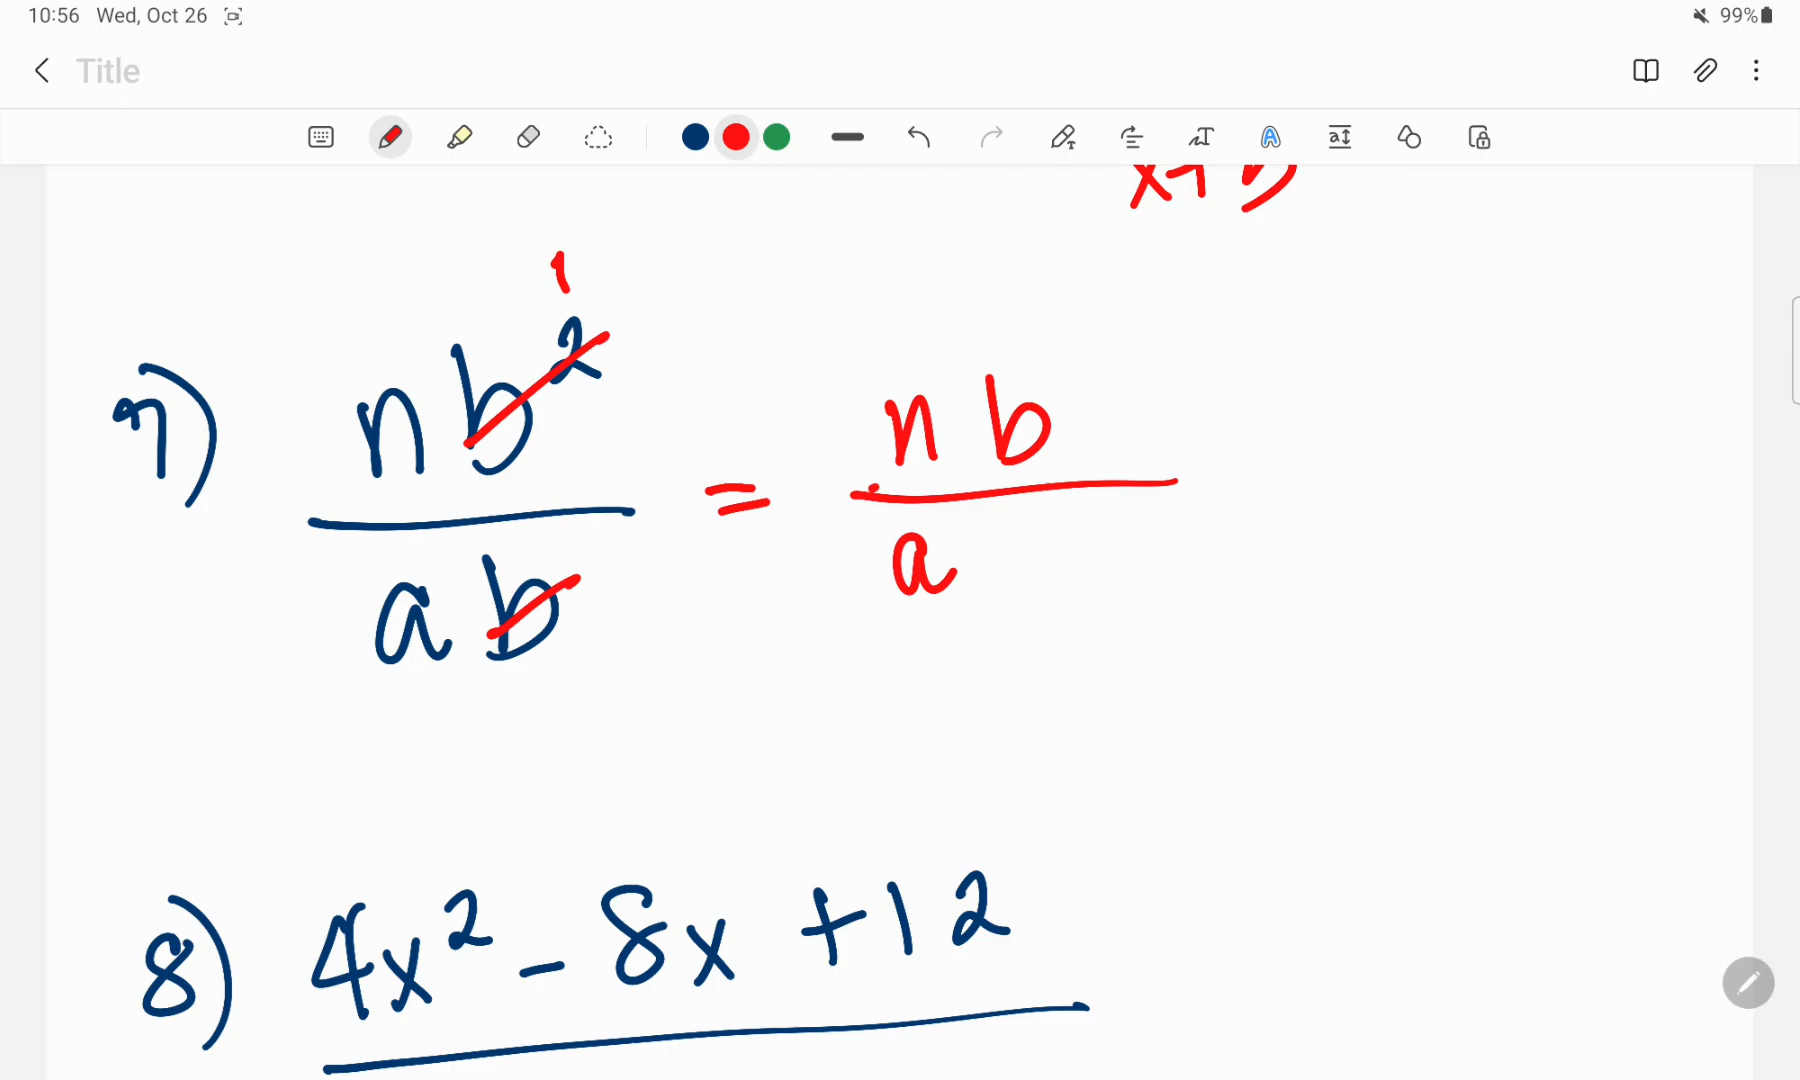 10:56 Wed, Oct 26 99%
Title
7) nb² / ab = nb / a
1
8) 4x² - 8x + 12